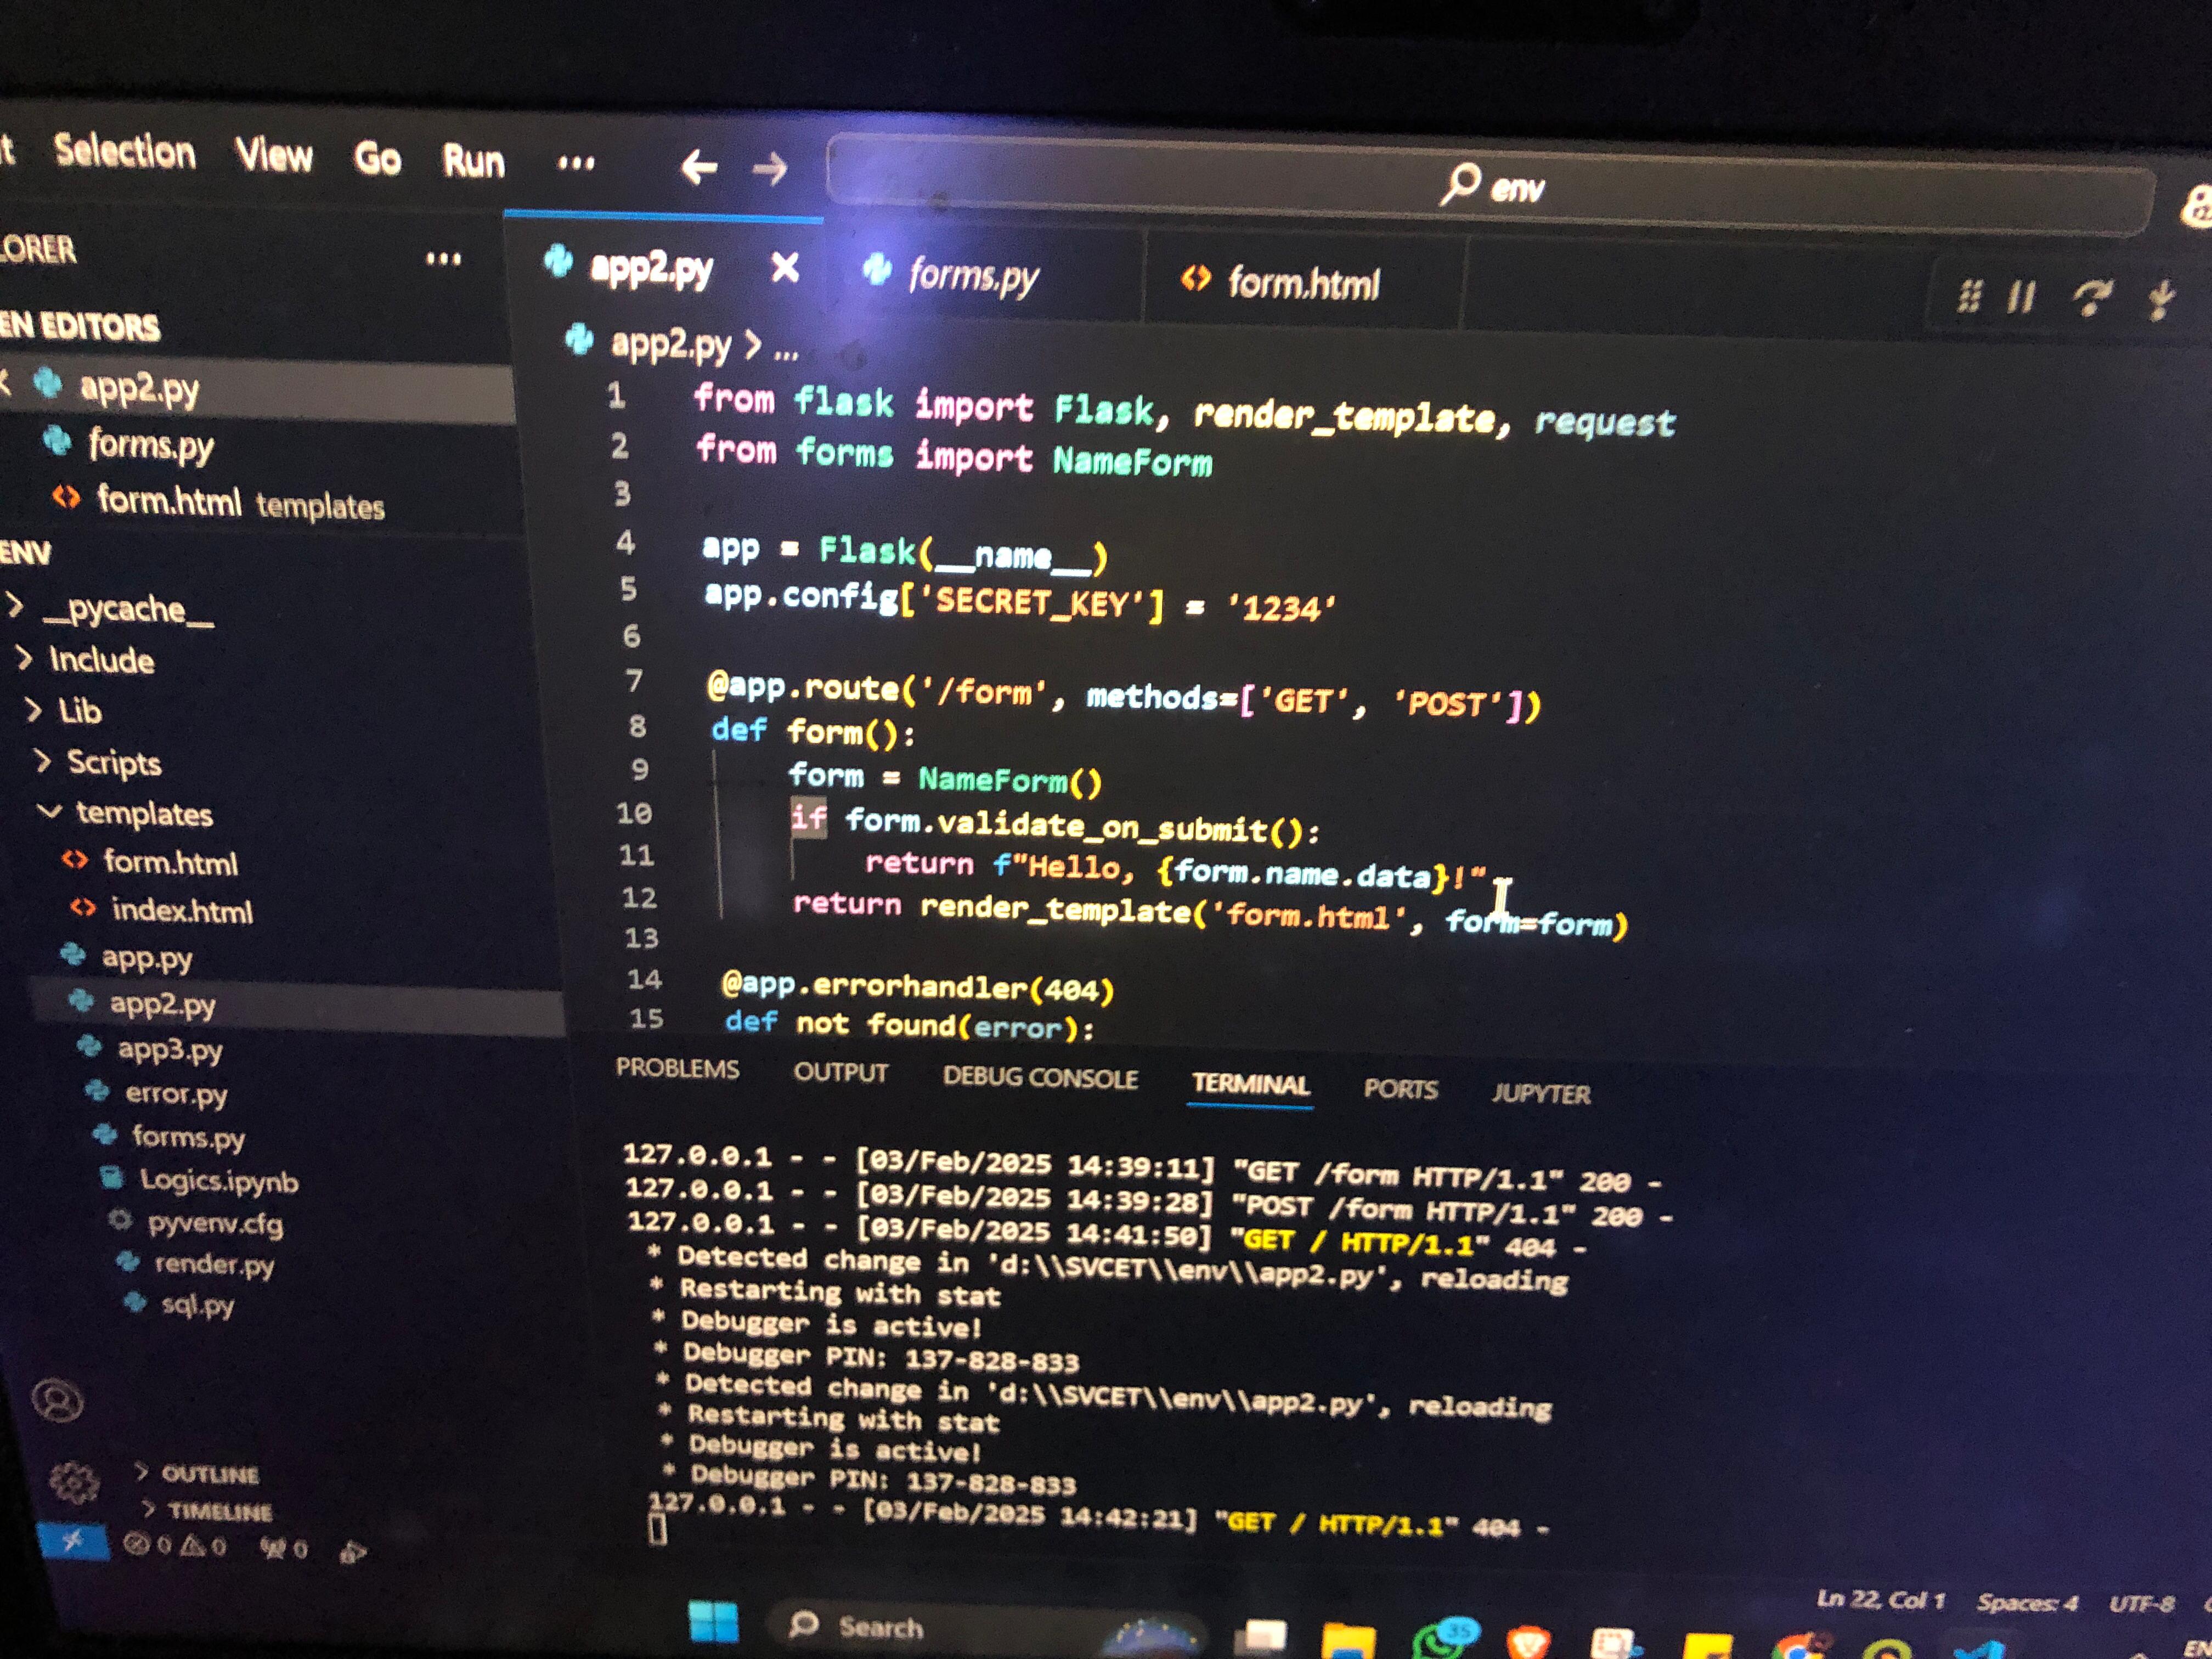 Selection View Go Run ...
env
LORER ...
EN EDITORS
app2.py
forms.py
form.html templates
ENV
__pycache__
Include
Lib
Scripts
templates
form.html
index.html
app.py
app2.py
app3.py
error.py
forms.py
Logics.ipynb
pyvenv.cfg
render.py
sql.py
OUTLINE
TIMELINE
app2.py forms.py form.html
app2.py > ...
1 from flask import Flask, render_template, request
2 from forms import NameForm
3
4 app = Flask(__name__)
5 app.config['SECRET_KEY'] = '1234'
6
7 @app.route('/form', methods=['GET', 'POST'])
8 def form():
9 form = NameForm()
10 if form.validate_on_submit():
11 return f"Hello, {form.name.data}!"
12 return render_template('form.html', form=form)
13
14 @app.errorhandler(404)
15 def not found(error):
PROBLEMS OUTPUT DEBUG CONSOLE TERMINAL PORTS JUPYTER
127.0.0.1 - - [03/Feb/2025 14:39:11] "GET /form HTTP/1.1" 200 -
127.0.0.1 - - [03/Feb/2025 14:39:28] "POST /form HTTP/1.1" 200 -
127.0.0.1 - - [03/Feb/2025 14:41:50] "GET / HTTP/1.1" 404 -
* Detected change in 'd:\\SVCET\\env\\app2.py', reloading
* Restarting with stat
* Debugger is active!
* Debugger PIN: 137-828-833
* Detected change in 'd:\\SVCET\\env\\app2.py', reloading
* Restarting with stat
* Debugger is active!
* Debugger PIN: 137-828-833
127.0.0.1 - - [03/Feb/2025 14:42:21] "GET / HTTP/1.1" 404 -
0 0 0
Ln 22, Col 1 Spaces: 4 UTF-8
Search
35